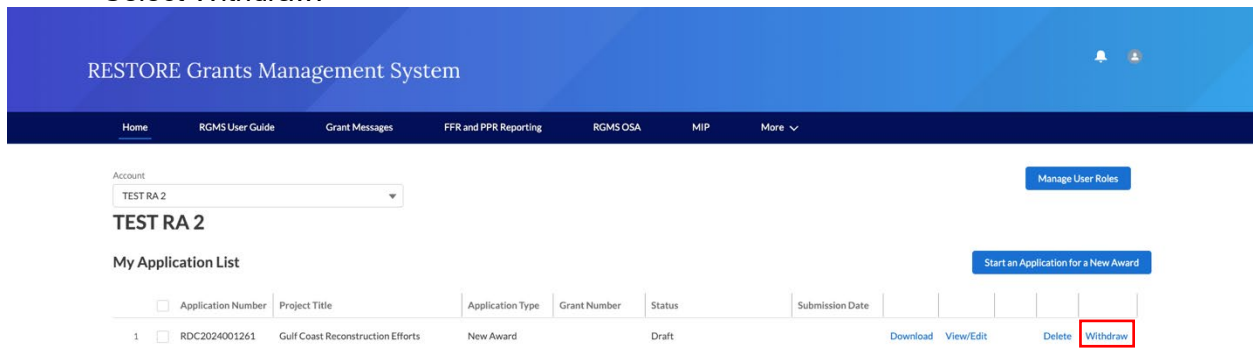 RESTORE Grants Management System
Home RGMS User Guide Grant Messages FFR and PPR Reporting RGMS OSA MIP More
Account
TEST RA 2
Manage User Roles
TEST RA 2
My Application List
Start an Application for a New Award
Application Number Project Title Application Type Grant Number Status Submission Date
1 RDC2024001261 Gulf Coast Reconstruction Efforts New Award Draft Download View/Edit Delete Withdraw